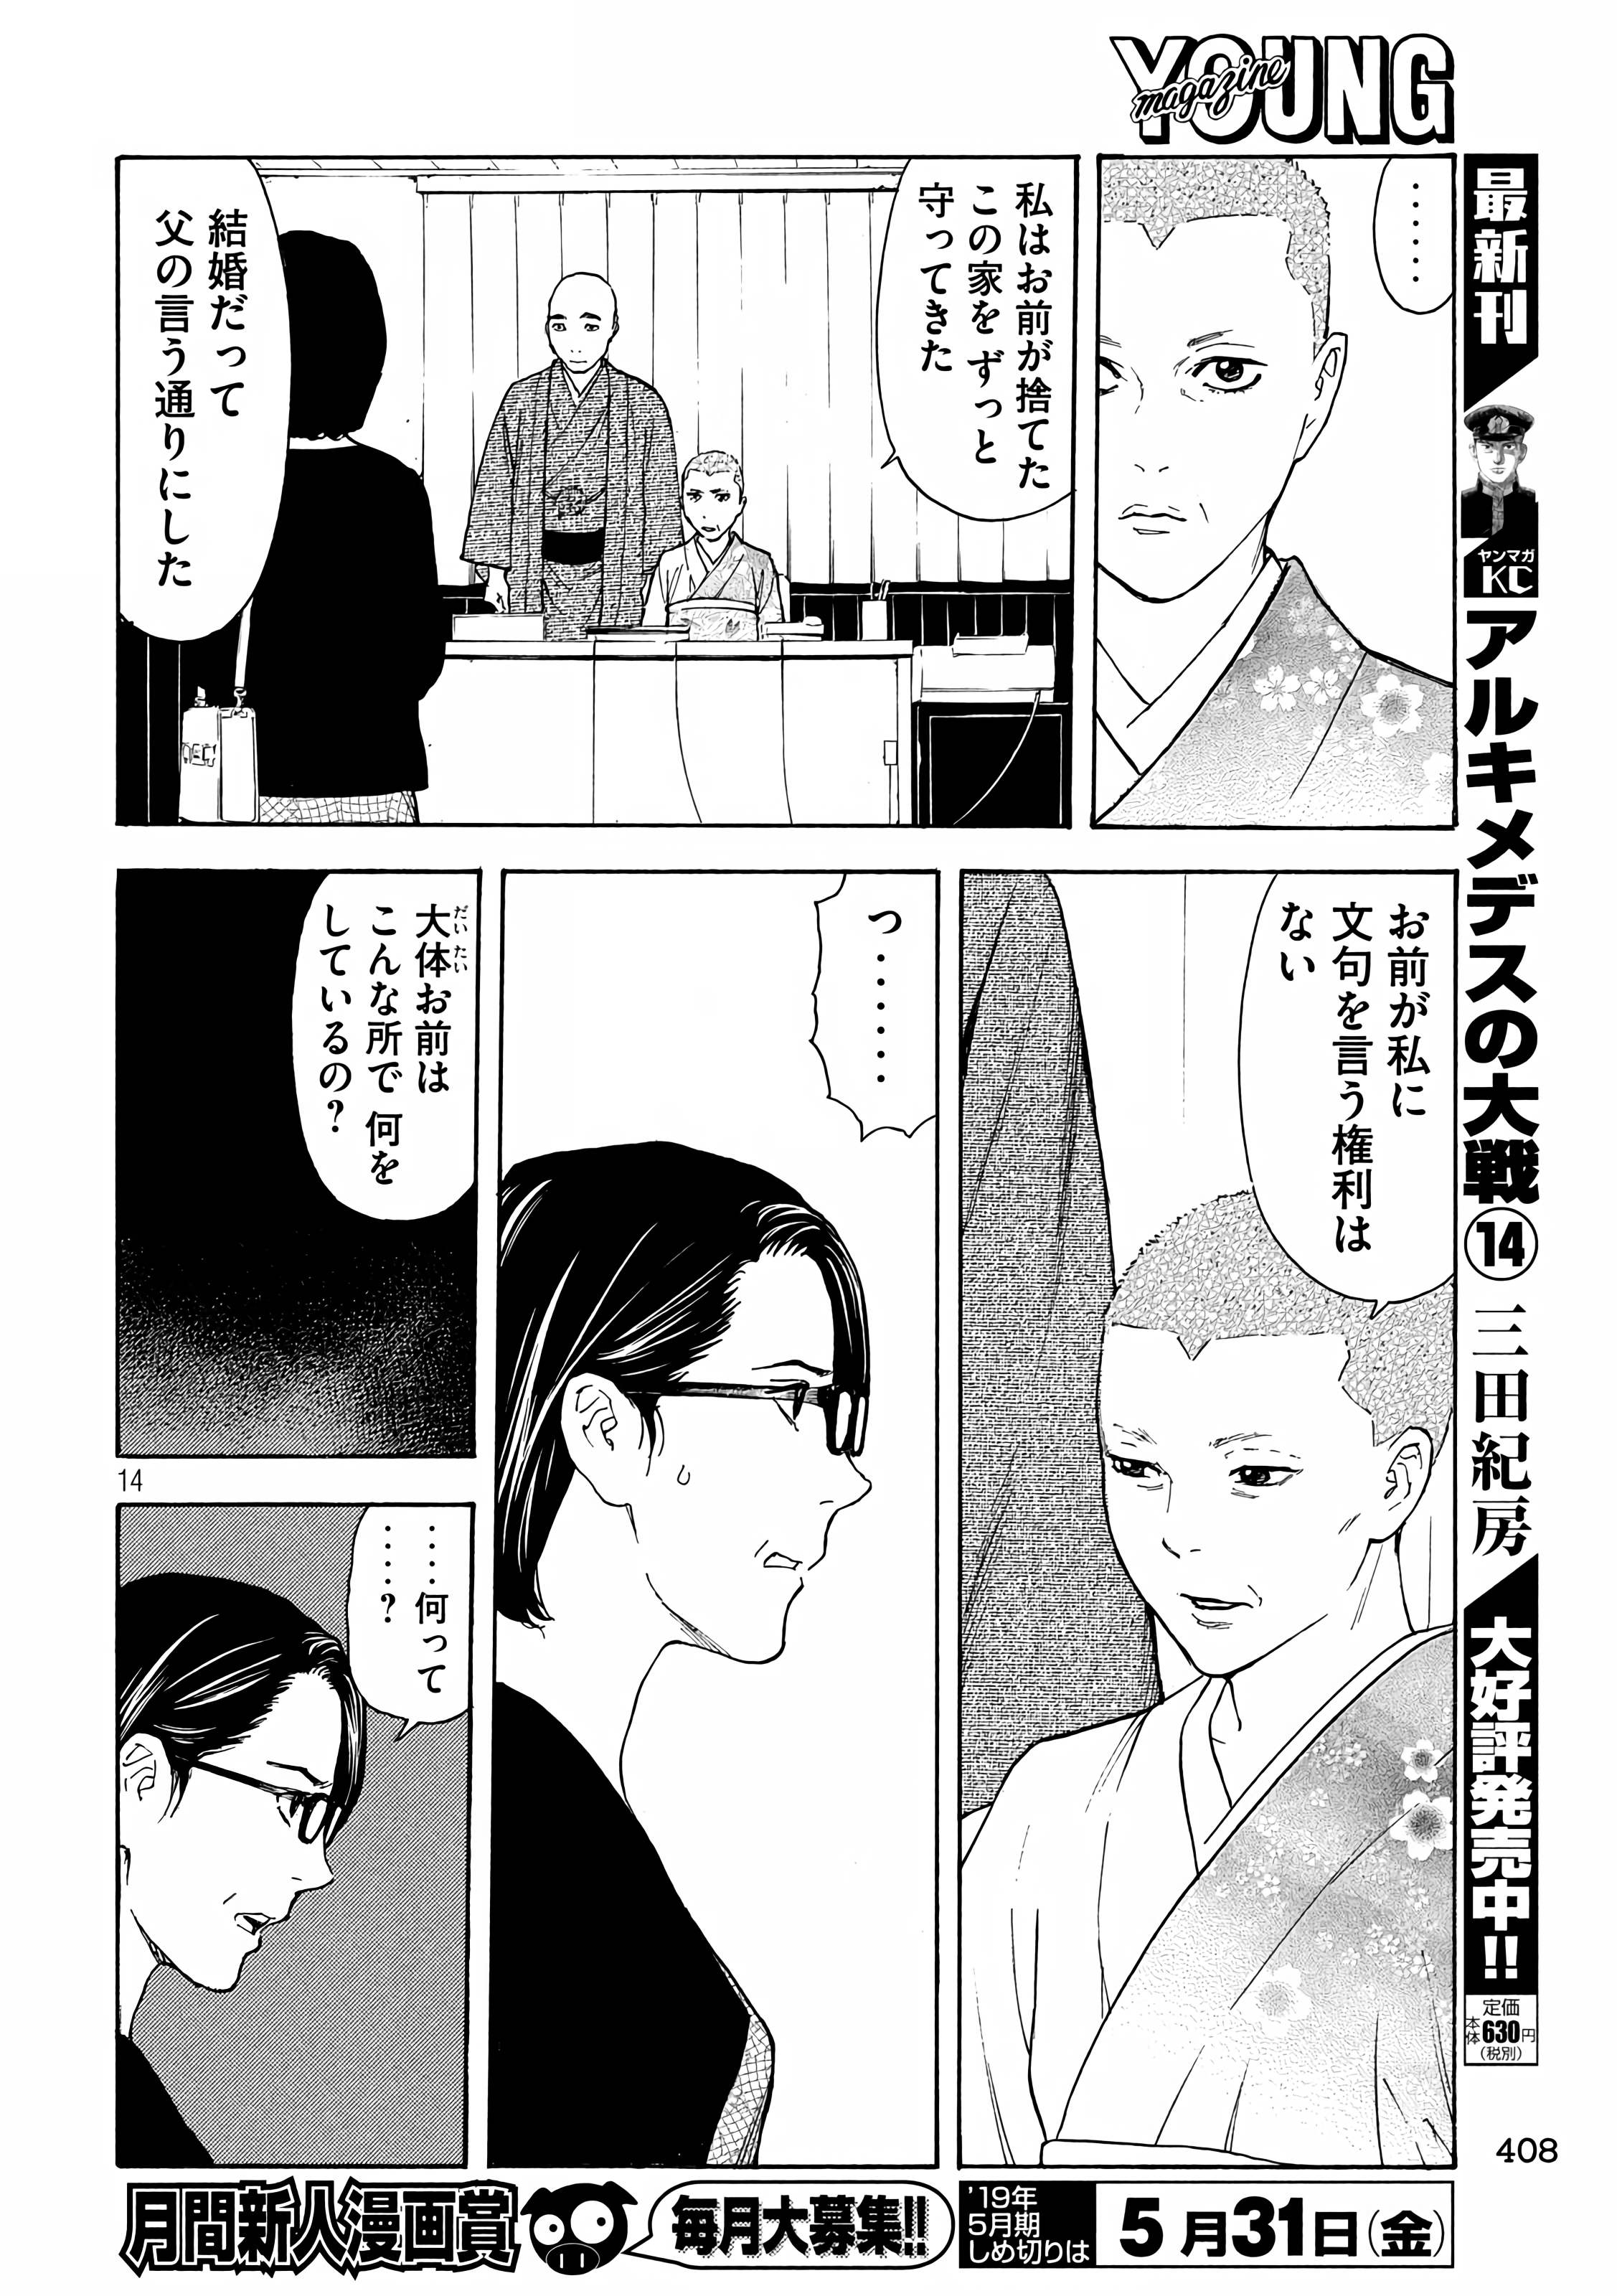 YOUNG
magazine
……
私はお前が捨てた
この家を ずっと
守ってきた
結婚だって
父の言う通りにした
お前が私に
文句を言う権利は
ない
つ……
大体お前は
だいたい
こんな所で 何を
しているの?
14
……何って
……?
最新刊
ヤンマガ
KC
アルキメデスの大戦⑭
三田紀房
大好評発売中!!
定価
本体630円
(税別)
408
月間新人漫画賞
毎月大募集!!
'19年
5月期
しめ切りは
5月31日(金)